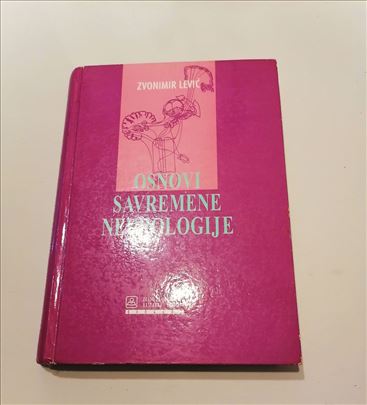 ZVONIMIR LEVIĆ
OSNOVI
SAVREMENE
NEUROLOGIJE